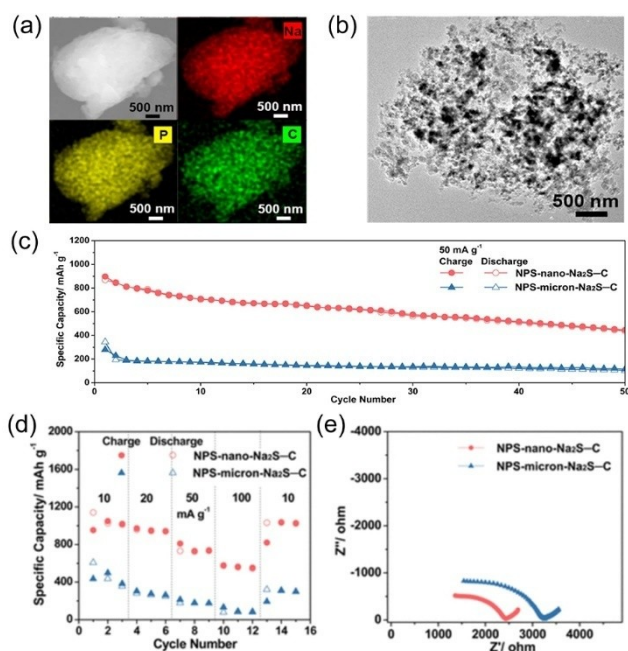 (a)
Na
500 nm
500 nm
P
C
500 nm
500 nm
(b)
500 nm
(c)
1200
1000
800
600
400
200
0
Specific Capacity/ mAh g⁻¹
50 mA g⁻¹
Charge Discharge
NPS-nano-Na₂S—C
NPS-micron-Na₂S—C
0 10 20 30 40 50
Cycle Number
(d)
2000
1600
1200
800
400
0
Specific Capacity/ mAh g⁻¹
Charge Discharge
NPS-nano-Na₂S—C
NPS-micron-Na₂S—C
10 20 50 100 10
mA g⁻¹
0 2 4 6 8 10 12 14 16
Cycle Number
(e)
-4000
-3000
-2000
-1000
0
Z''/ ohm
NPS-nano-Na₂S—C
NPS-micron-Na₂S—C
0 1000 2000 3000 4000
Z'/ ohm